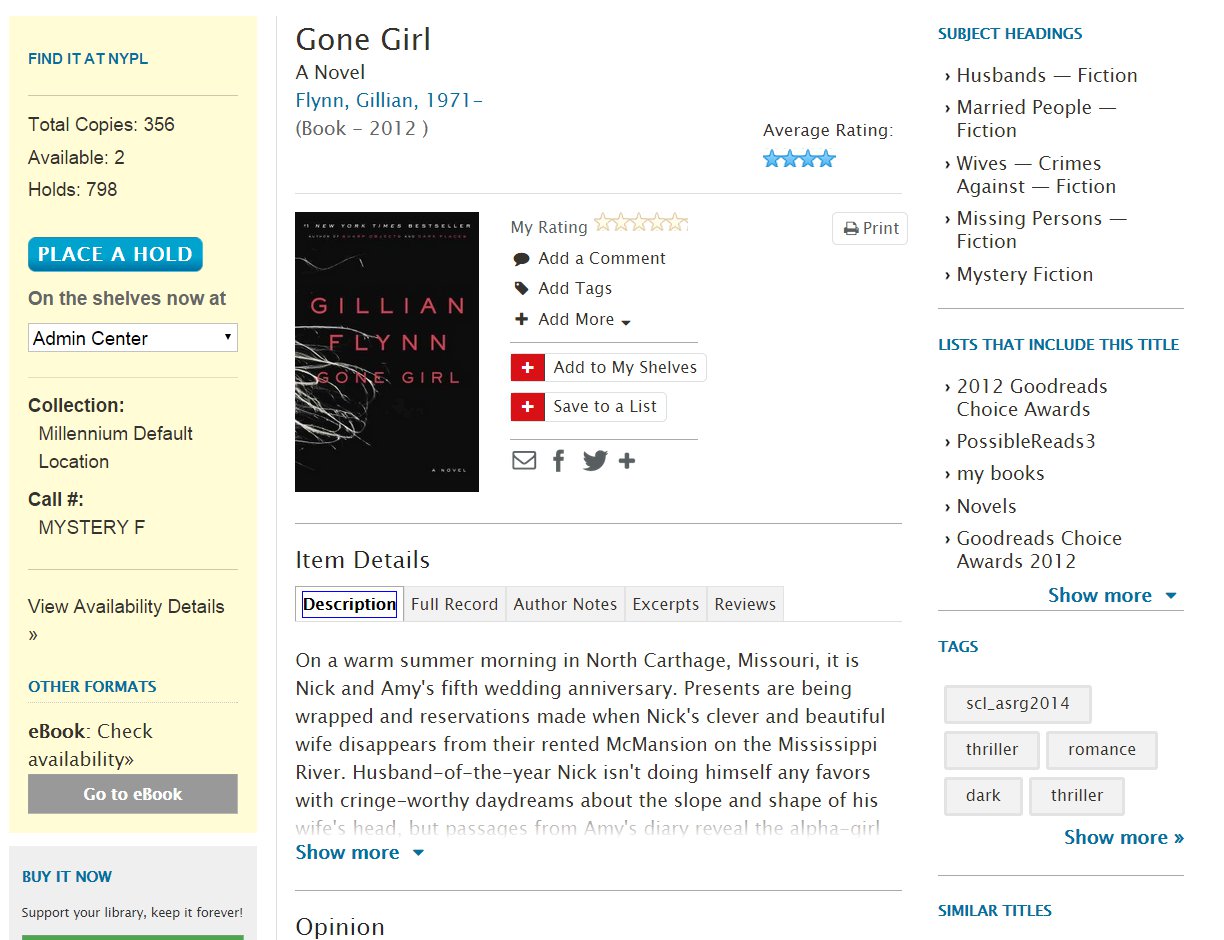 FIND IT AT NYPL
Total Copies: 356
Available: 2
Holds: 798
PLACE A HOLD
On the shelves now at
Admin Center
Collection:
Millennium Default
Location
Call #:
MYSTERY F
View Availability Details
»
OTHER FORMATS
eBook: Check
availability»
Go to eBook
BUY IT NOW
Support your library, keep it forever!
Gone Girl
A Novel
Flynn, Gillian, 1971-
(Book - 2012 )
Average Rating:
#1 NEW YORK TIMES BESTSELLER
AUTHOR OF SHARP OBJECTS AND DARK PLACES
GILLIAN
FLYNN
GONE GIRL
A NOVEL
My Rating
Print
Add a Comment
Add Tags
Add More
Add to My Shelves
Save to a List
Item Details
Description Full Record Author Notes Excerpts Reviews
On a warm summer morning in North Carthage, Missouri, it is
Nick and Amy's fifth wedding anniversary. Presents are being
wrapped and reservations made when Nick's clever and beautiful
wife disappears from their rented McMansion on the Mississippi
River. Husband-of-the-year Nick isn't doing himself any favors
with cringe-worthy daydreams about the slope and shape of his
wife's head, but passages from Amy's diary reveal the alpha-girl
Show more
Opinion
SUBJECT HEADINGS
› Husbands — Fiction
› Married People —
Fiction
› Wives — Crimes
Against — Fiction
› Missing Persons —
Fiction
› Mystery Fiction
LISTS THAT INCLUDE THIS TITLE
› 2012 Goodreads
Choice Awards
› PossibleReads3
› my books
› Novels
› Goodreads Choice
Awards 2012
Show more
TAGS
scl_asrg2014
thriller romance
dark thriller
Show more »
SIMILAR TITLES